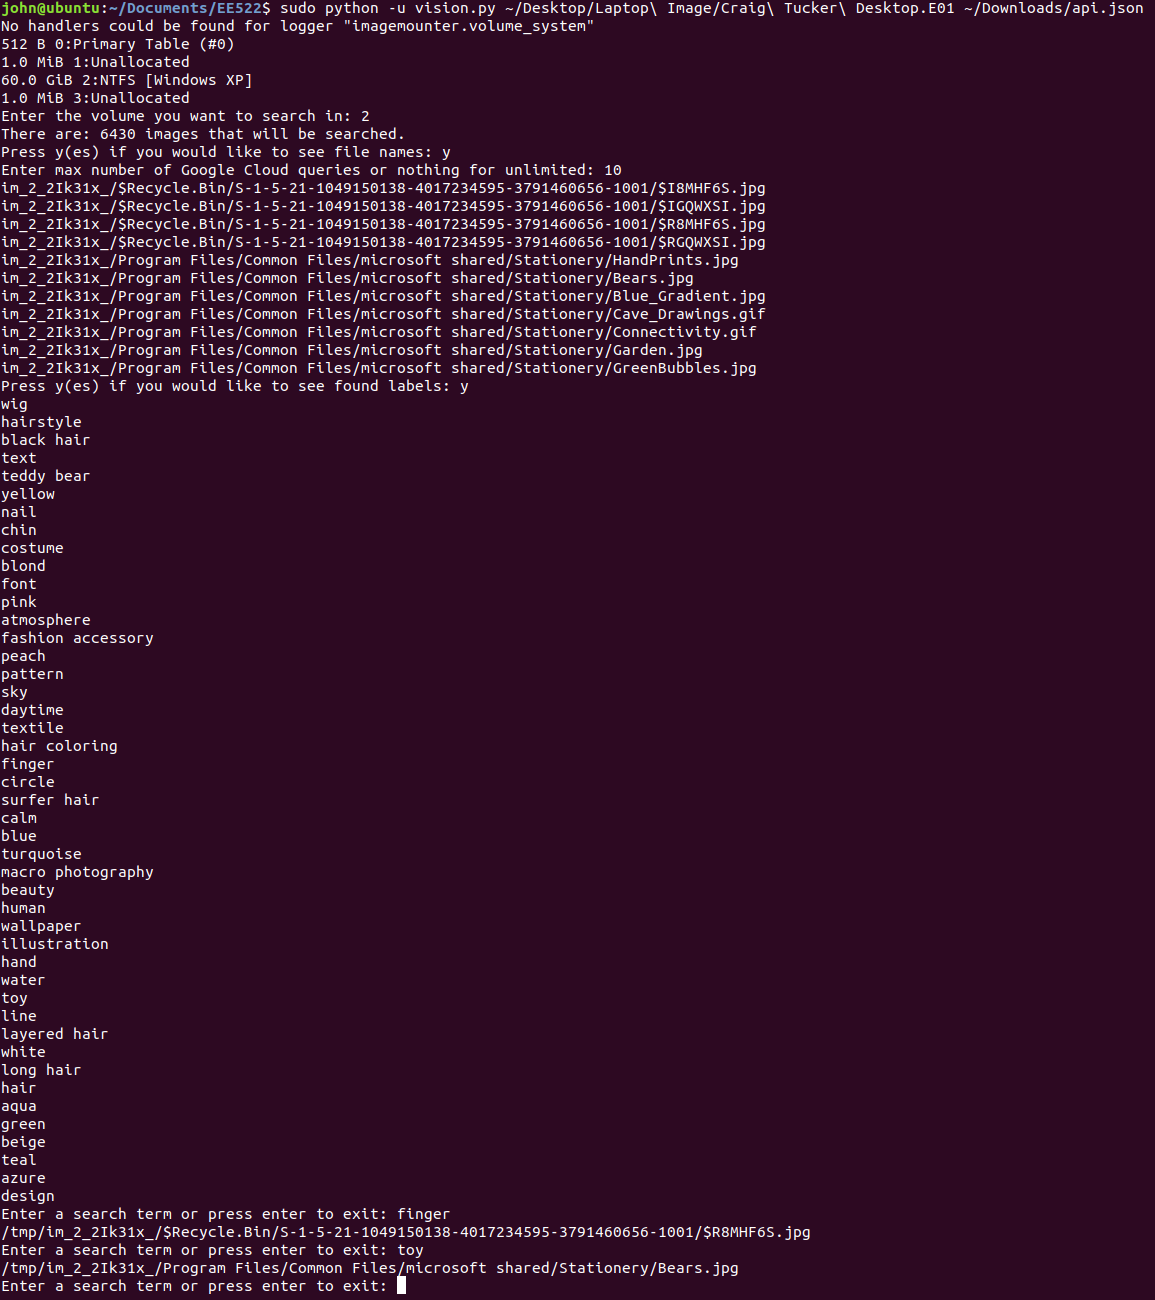 john@ubuntu:~/Documents/EE522$ sudo python -u vision.py ~/Desktop/Laptop\ Image/Craig\ Tucker\ Desktop.E01 ~/Downloads/api.json
No handlers could be found for logger "imagemounter.volume_system"
512 B 0:Primary Table (#0)
1.0 MiB 1:Unallocated
60.0 GiB 2:NTFS [Windows XP]
1.0 MiB 3:Unallocated
Enter the volume you want to search in: 2
There are: 6430 images that will be searched.
Press y(es) if you would like to see file names: y
Enter max number of Google Cloud queries or nothing for unlimited: 10
im_2_2Ik31x_/$Recycle.Bin/S-1-5-21-1049150138-4017234595-3791460656-1001/$I8MHF6S.jpg
im_2_2Ik31x_/$Recycle.Bin/S-1-5-21-1049150138-4017234595-3791460656-1001/$IGQWXSI.jpg
im_2_2Ik31x_/$Recycle.Bin/S-1-5-21-1049150138-4017234595-3791460656-1001/$R8MHF6S.jpg
im_2_2Ik31x_/$Recycle.Bin/S-1-5-21-1049150138-4017234595-3791460656-1001/$RGQWXSI.jpg
im_2_2Ik31x_/Program Files/Common Files/microsoft shared/Stationery/HandPrints.jpg
im_2_2Ik31x_/Program Files/Common Files/microsoft shared/Stationery/Bears.jpg
im_2_2Ik31x_/Program Files/Common Files/microsoft shared/Stationery/Blue_Gradient.jpg
im_2_2Ik31x_/Program Files/Common Files/microsoft shared/Stationery/Cave_Drawings.gif
im_2_2Ik31x_/Program Files/Common Files/microsoft shared/Stationery/Connectivity.gif
im_2_2Ik31x_/Program Files/Common Files/microsoft shared/Stationery/Garden.jpg
im_2_2Ik31x_/Program Files/Common Files/microsoft shared/Stationery/GreenBubbles.jpg
Press y(es) if you would like to see found labels: y
wig
hairstyle
black hair
text
teddy bear
yellow
nail
chin
costume
blond
font
pink
atmosphere
fashion accessory
peach
pattern
sky
daytime
textile
hair coloring
finger
circle
surfer hair
calm
blue
turquoise
macro photography
beauty
human
wallpaper
illustration
hand
water
toy
line
layered hair
white
long hair
hair
aqua
green
beige
teal
azure
design
Enter a search term or press enter to exit: finger
/tmp/im_2_2Ik31x_/$Recycle.Bin/S-1-5-21-1049150138-4017234595-3791460656-1001/$R8MHF6S.jpg
Enter a search term or press enter to exit: toy
/tmp/im_2_2Ik31x_/Program Files/Common Files/microsoft shared/Stationery/Bears.jpg
Enter a search term or press enter to exit: